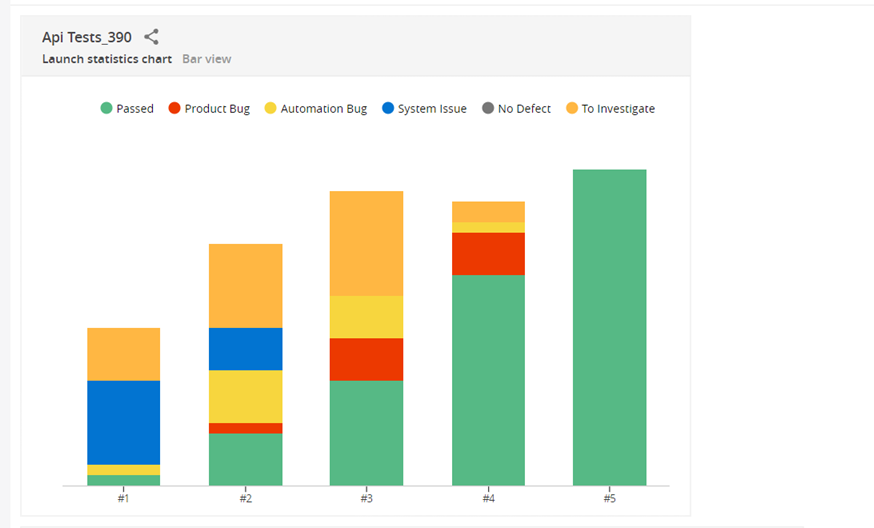 Api Tests_390
Launch statistics chart Bar view
Passed Product Bug Automation Bug System Issue No Defect To Investigate
#1 #2 #3 #4 #5